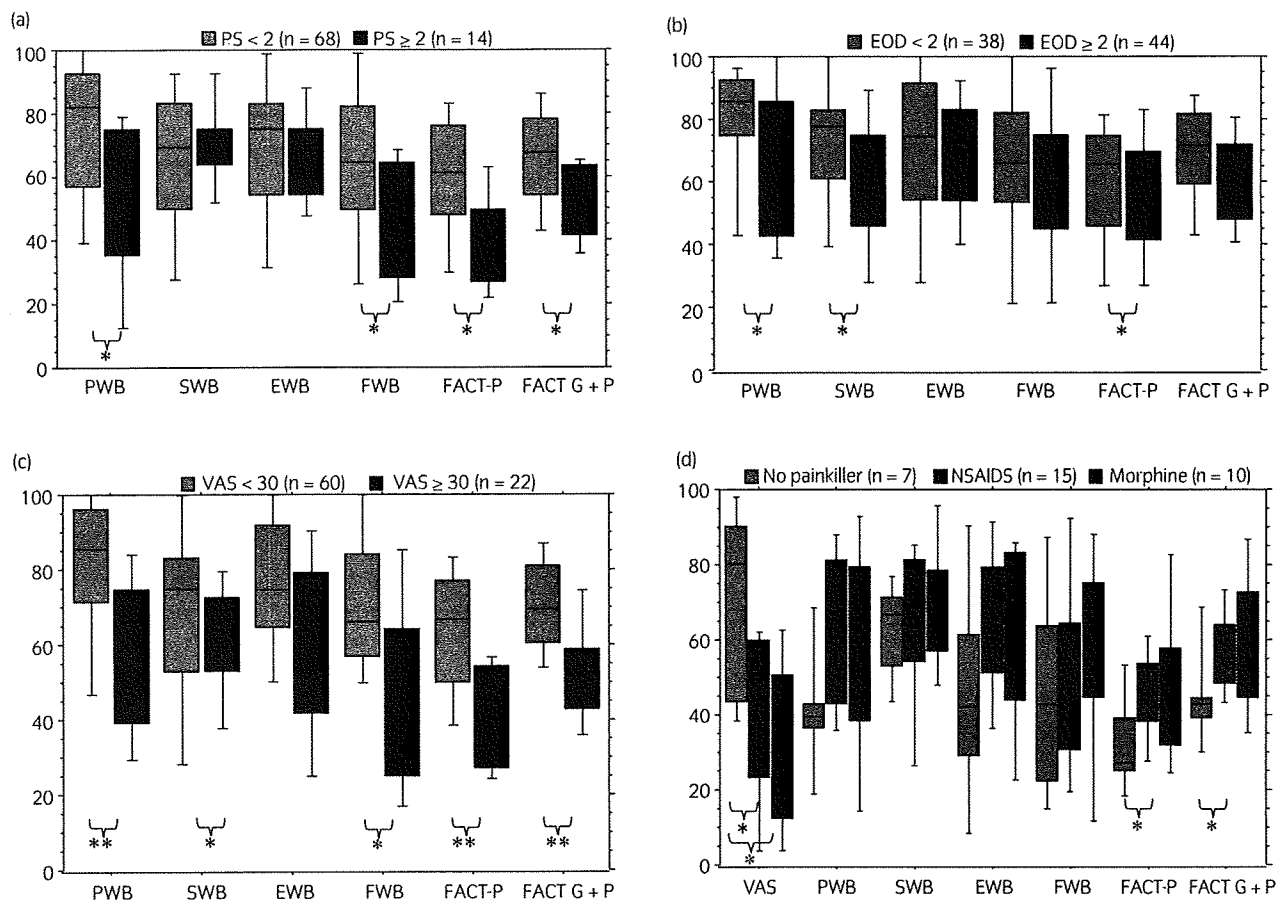 (a)
PS < 2 (n = 68) PS ≥ 2 (n = 14)
100
80
60
40
20
0
* * * *
PWB SWB EWB FWB FACT-P FACT G + P
(b)
EOD < 2 (n = 38) EOD ≥ 2 (n = 44)
100
80
60
40
20
0
* * *
PWB SWB EWB FWB FACT-P FACT G + P
(c)
VAS < 30 (n = 60) VAS ≥ 30 (n = 22)
100
80
60
40
20
0
** * * ** **
PWB SWB EWB FWB FACT-P FACT G + P
(d)
No painkiller (n = 7) NSAIDS (n = 15) Morphine (n = 10)
100
80
60
40
20
0
* * *
*
VAS PWB SWB EWB FWB FACT-P FACT G + P